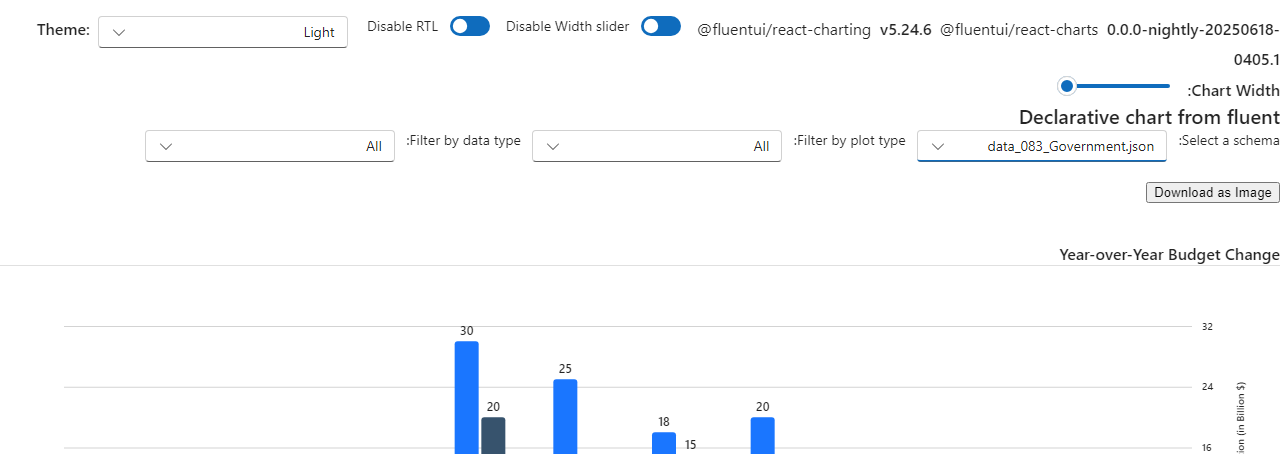 Theme: Light Disable RTL Disable Width slider @fluentui/react-charting v5.24.6 @fluentui/react-charts 0.0.0-nightly-20250618-
0405.1
:Chart Width
Declarative chart from fluent
:Select a schema data_083_Government.json :Filter by plot type All :Filter by data type All
Download as Image
Year-over-Year Budget Change
32
30
25
24
20
20
18
15
16
(in Billion $)